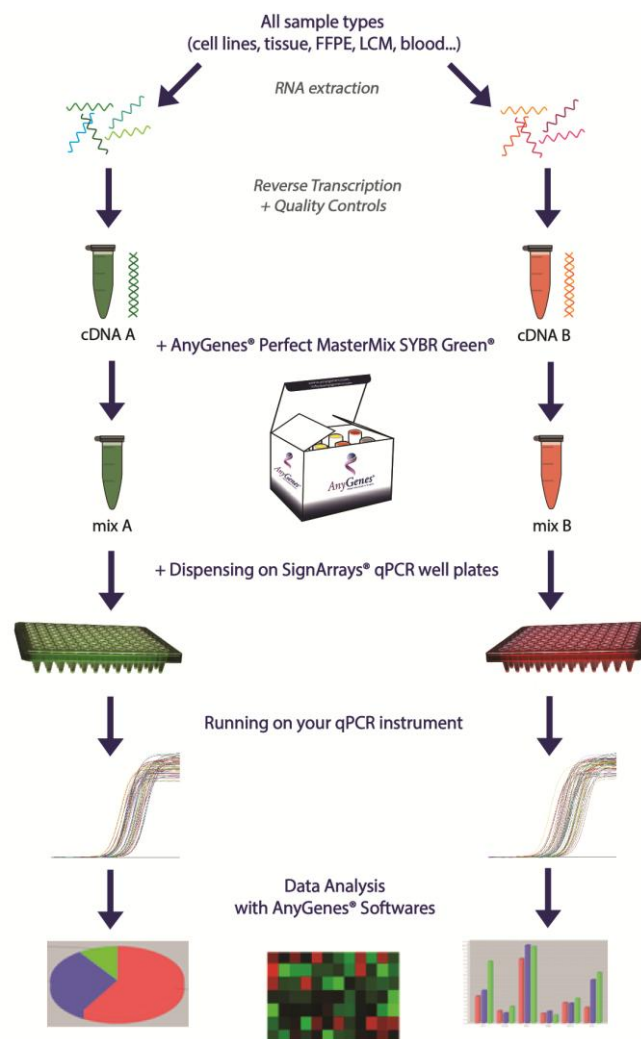 All sample types
(cell lines, tissue, FFPE, LCM, blood...)
RNA extraction
Reverse Transcription
+ Quality Controls
cDNA A
cDNA B
+ AnyGenes® Perfect MasterMix SYBR Green®
AnyGenes®
AnyGenes®
mix A
mix B
+ Dispensing on SignArrays® qPCR well plates
Running on your qPCR instrument
Data Analysis
with AnyGenes® Softwares